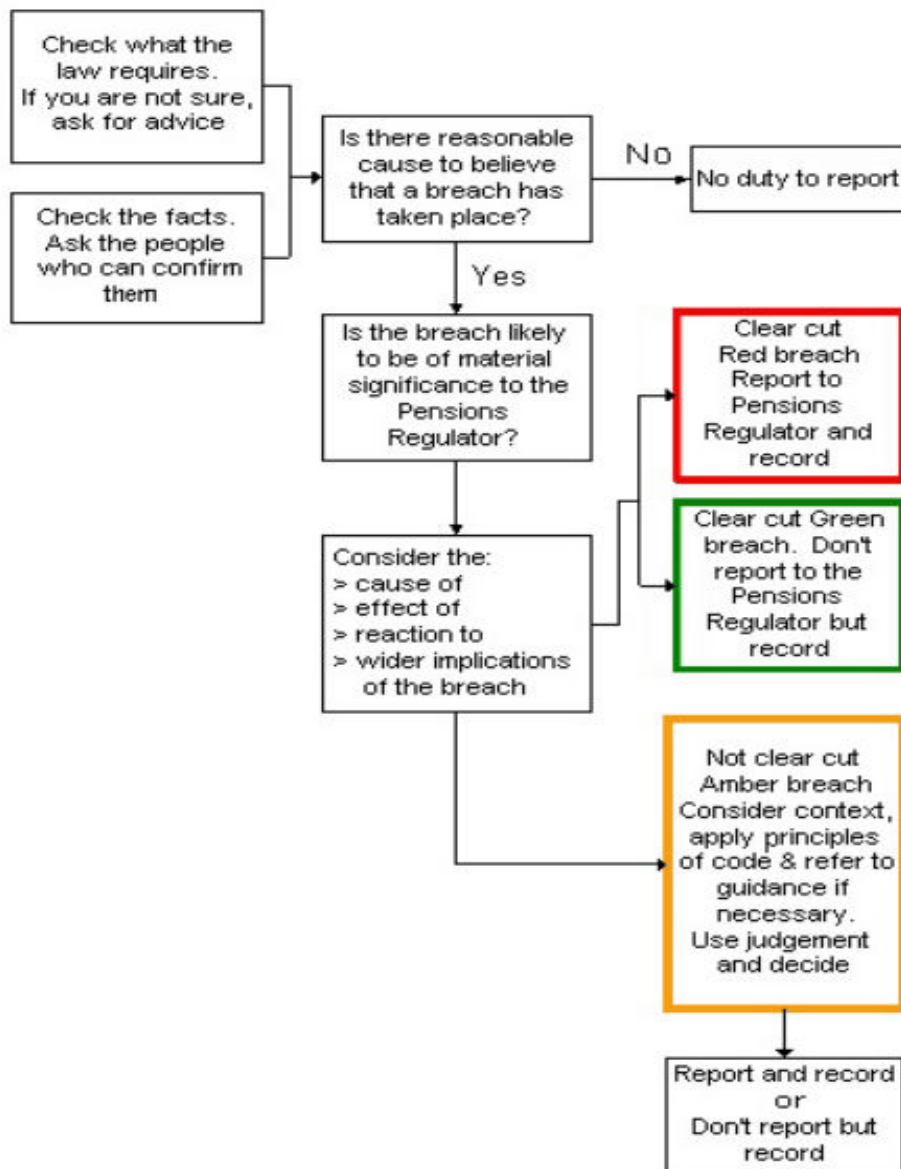 Check what the
law requires.
If you are not sure,
ask for advice
Check the facts.
Ask the people
who can confirm
them
Is there reasonable
cause to believe
that a breach has
taken place?
No
No duty to report
Yes
Is the breach likely
to be of material
significance to the
Pensions
Regulator?
Clear cut
Red breach
Report to
Pensions
Regulator and
record
Clear cut Green
breach. Don't
report to the
Pensions
Regulator but
record
Consider the:
> cause of
> effect of
> reaction to
> wider implications
of the breach
Not clear cut
Amber breach
Consider context,
apply principles
of code & refer to
guidance if
necessary.
Use judgement
and decide
Report and record
or
Don't report but
record